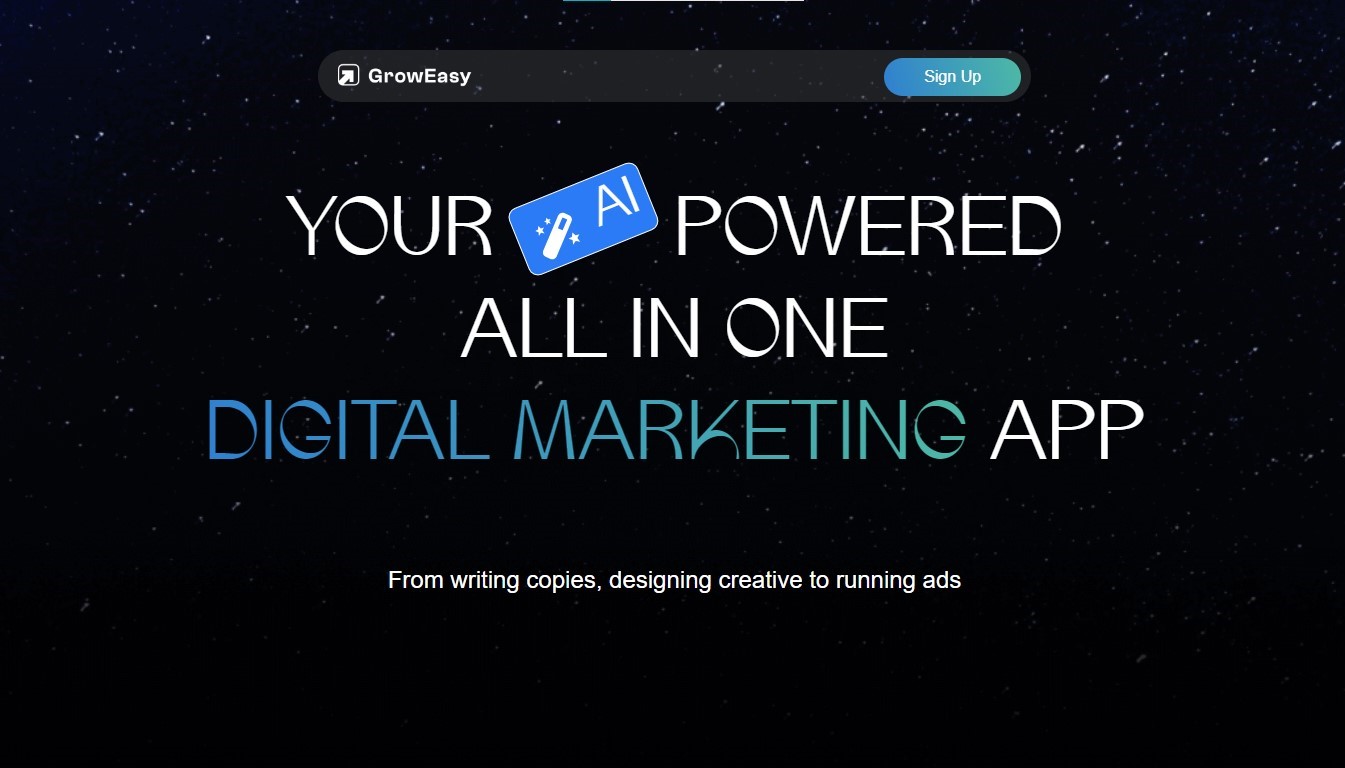 GrowEasy
Sign Up
YOUR AI POWERED
ALL IN ONE
DIGITAL MARKETING APP
From writing copies, designing creative to running ads